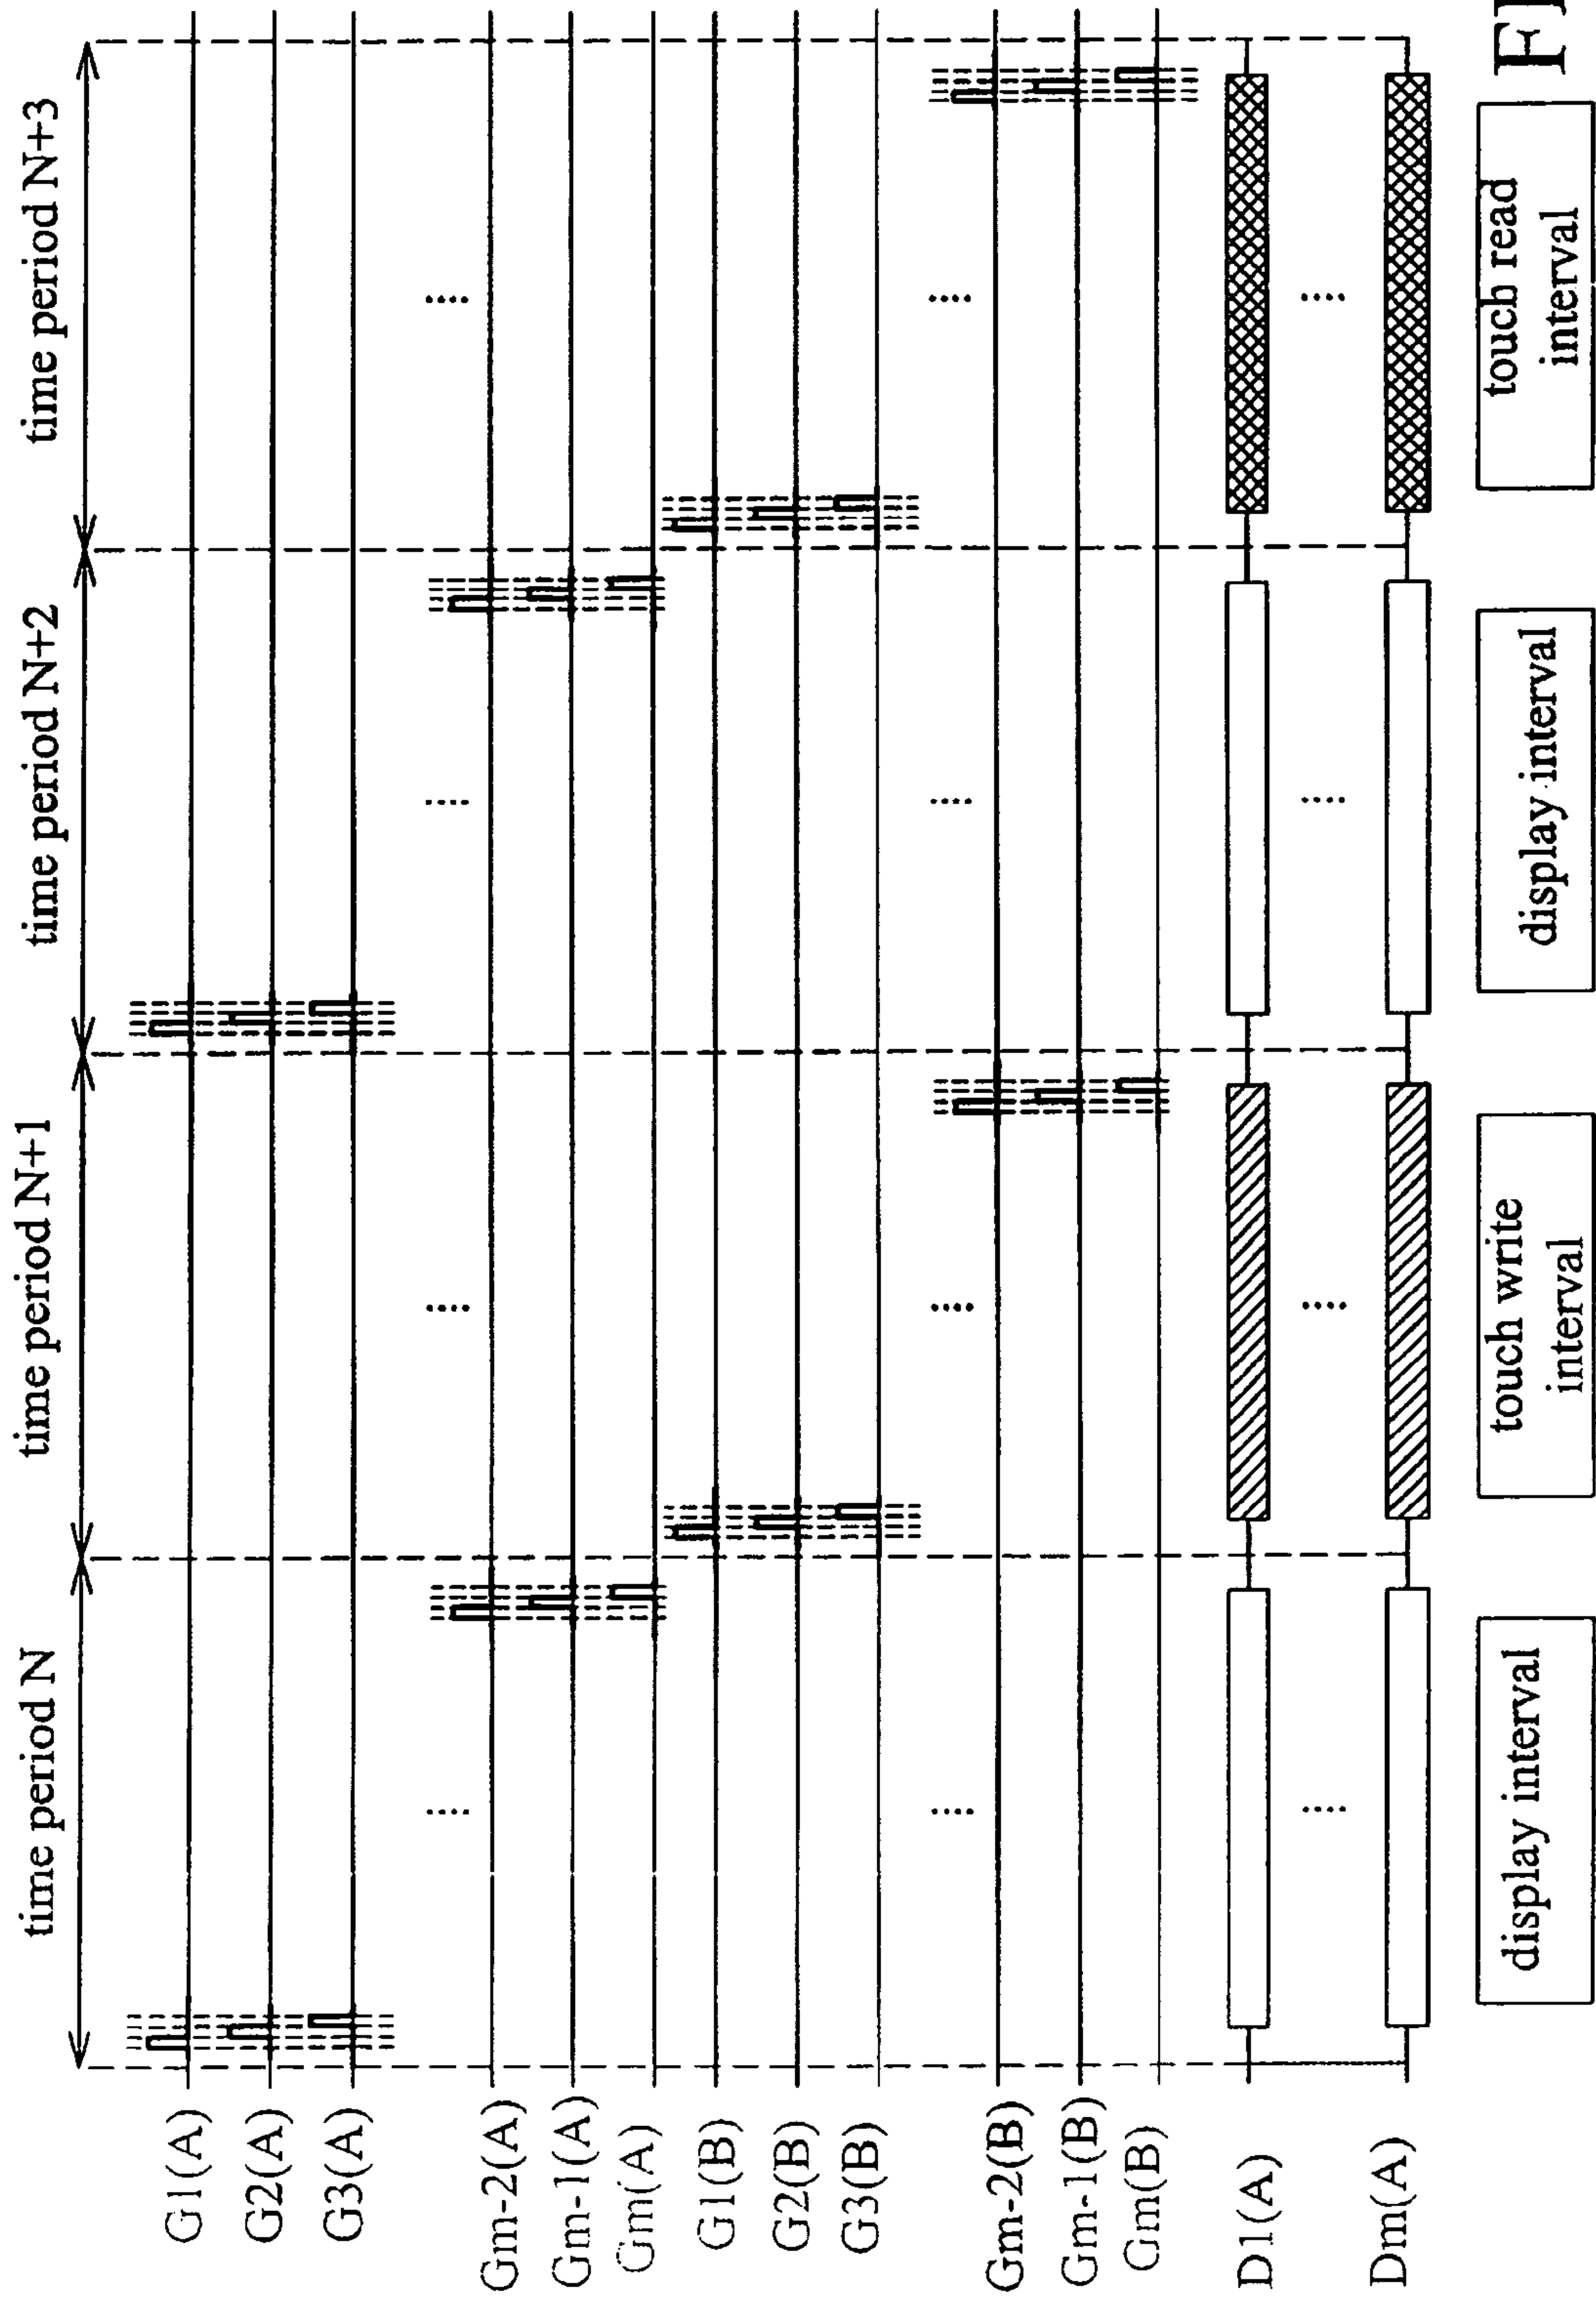 time period N
time period N+1
time period N+2
time period N+3
G1(A)
G2(A)
G3(A)
....
....
....
....
Gm-2(A)
Gm-1(A)
Gm(A)
G1(B)
G2(B)
G3(B)
....
....
....
....
Gm-2(B)
Gm-1(B)
Gm(B)
D1(A)
....
....
....
....
Dm(A)
display interval
touch write
interval
display interval
touch read
interval